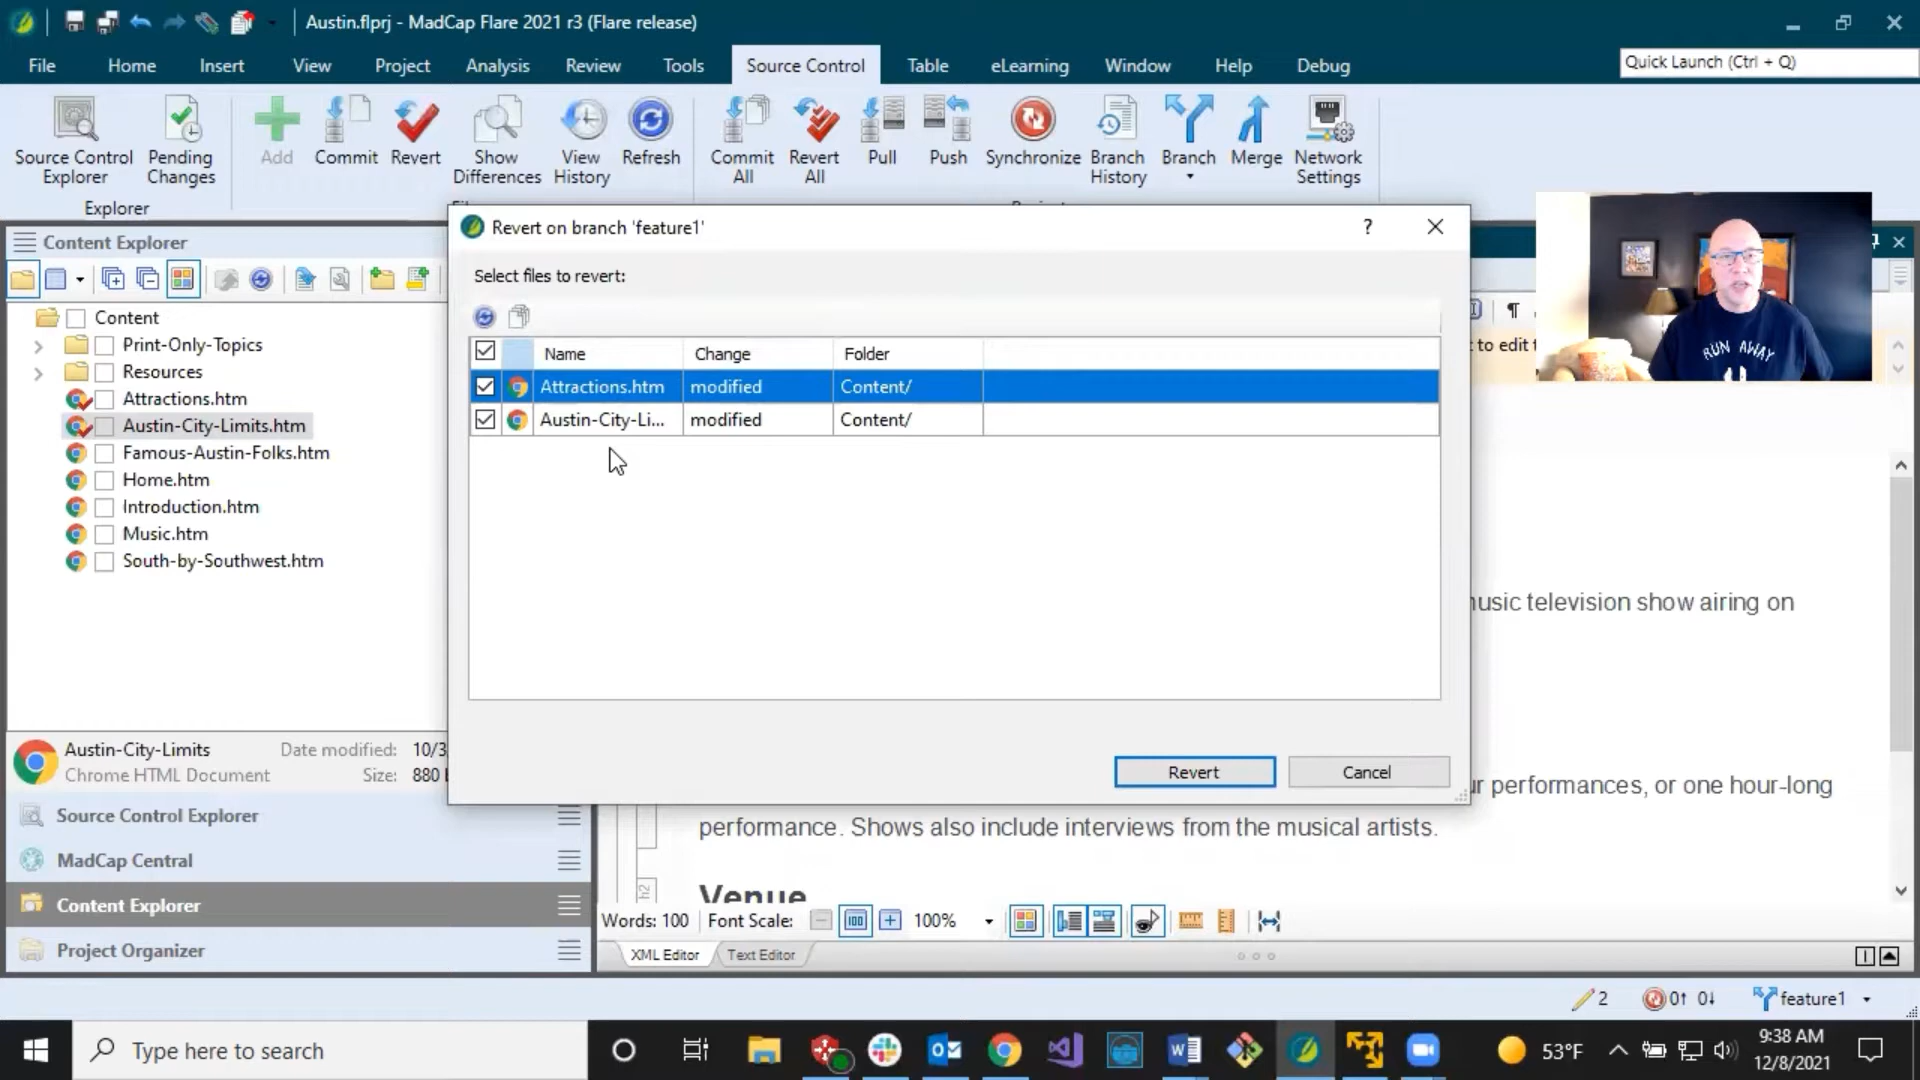 Austin.flprj - MadCap Flare 2021 r3 (Flare release)
File Home Insert View Project Analysis Review Tools Source Control Table eLearning Window Help Debug
Quick Launch (Ctrl + Q)
Source Control Explorer
Pending Changes
Add
Commit
Revert
Show Differences
View History
Refresh
Commit All
Revert All
Pull
Push
Synchronize
Branch History
Branch
Merge
Network Settings
Explorer
Content Explorer
Content
Print-Only-Topics
Resources
Attractions.htm
Austin-City-Limits.htm
Famous-Austin-Folks.htm
Home.htm
Introduction.htm
Music.htm
South-by-Southwest.htm
Austin-City-Limits Date modified: 10/3
Chrome HTML Document Size: 880
Source Control Explorer
MadCap Central
Content Explorer
Project Organizer
Revert on branch 'feature1'
?
Select files to revert:
Name Change Folder
Attractions.htm modified Content/
Austin-City-Li... modified Content/
Revert Cancel
RUN AWAY
t to edit t
usic television show airing on
ur performances, or one hour-long
performance. Shows also include interviews from the musical artists.
h2
Venue
Words: 100 Font Scale: 100 100%
XML Editor Text Editor
2 0 0 feature1
Type here to search
53°F
9:38 AM
12/8/2021